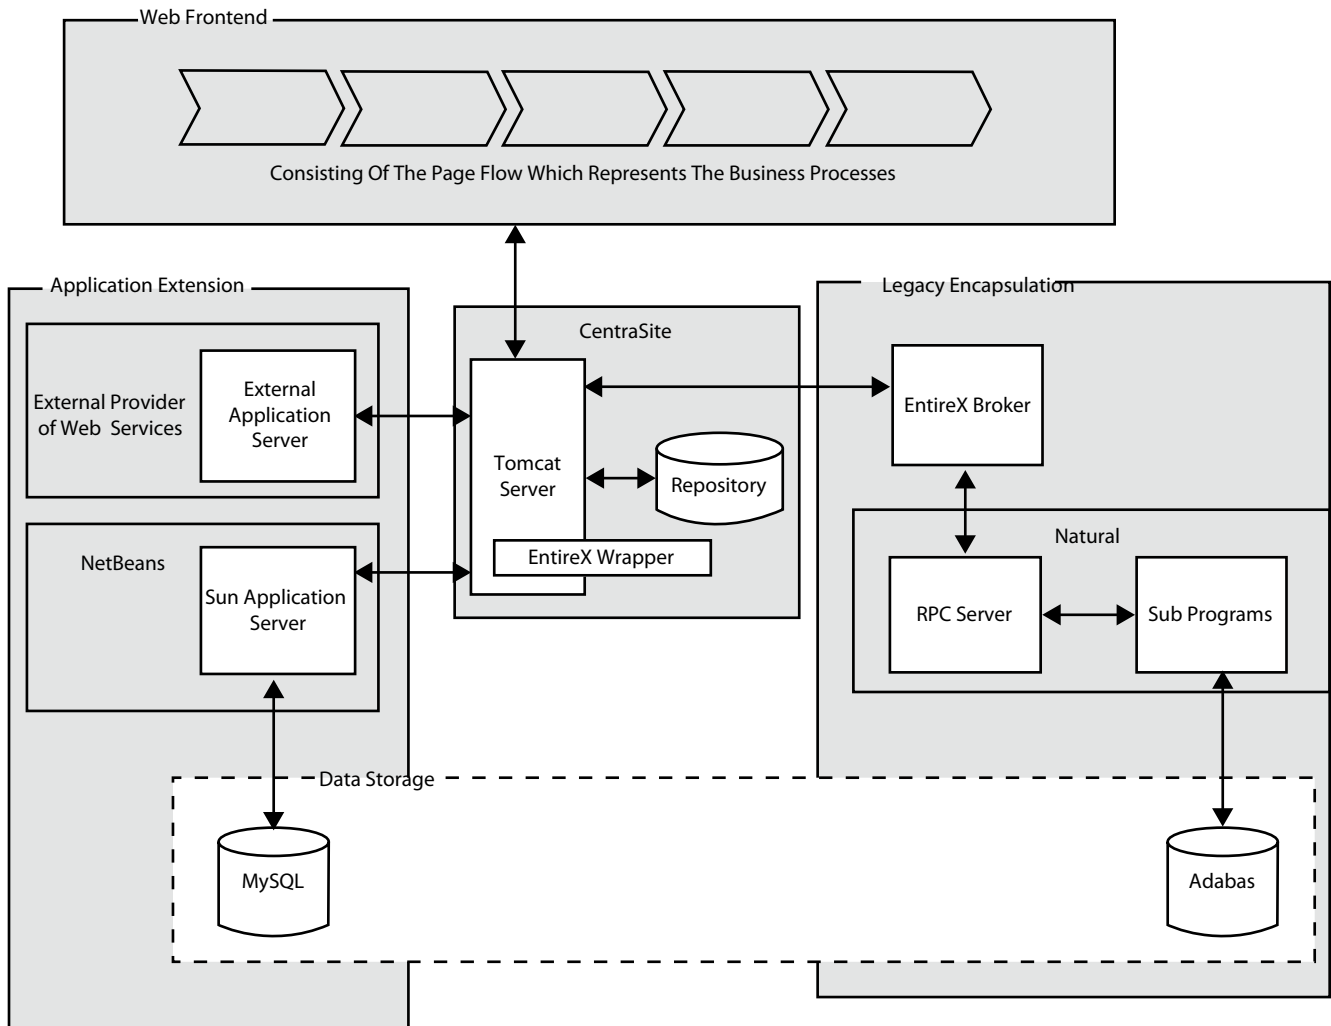 Web Frontend
Consisting Of The Page Flow Which Represents The Business Processes
Application Extension
External Provider
of Web Services
External
Application
Server
NetBeans
Sun Application
Server
CentraSite
Tomcat
Server
Repository
EntireX Wrapper
Legacy Encapsulation
EntireX Broker
Natural
RPC Server
Sub Programs
Data Storage
MySQL
Adabas